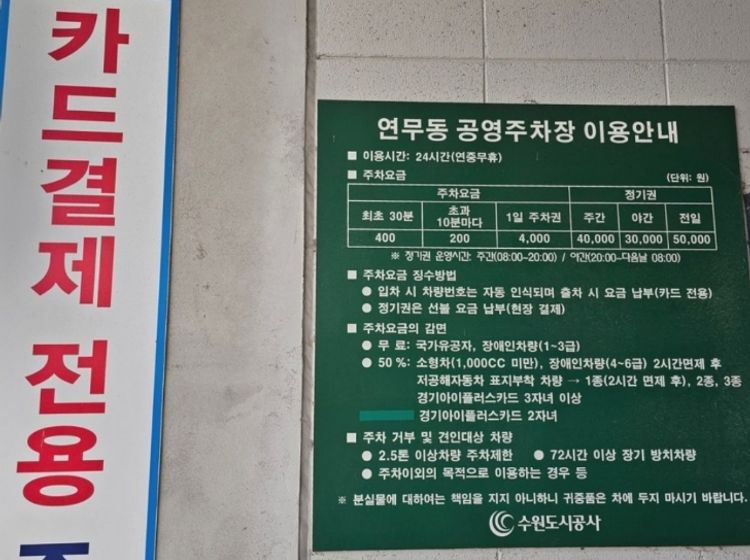 카드결제 전용
연무동 공영주차장 이용안내
■ 이용시간: 24시간(연중무휴)
■ 주차요금 (단위: 원)
주차요금 정기권
최초 30분 초과 10분마다 1일 주차권 주간 야간 전일
400 200 4,000 40,000 30,000 50,000
※ 정기권 운영시간: 주간(08:00~20:00) / 야간(20:00~다음날 08:00)
■ 주차요금 징수방법
● 입차 시 차량번호는 자동 인식되며 출차 시 요금 납부(카드 전용)
● 정기권은 선불 요금 납부(현장 결제)
■ 주차요금의 감면
● 무 료: 국가유공자, 장애인차량(1~3급)
● 50 %: 소형차(1,000CC 미만), 장애인차량(4~6급) 2시간면제 후
저공해자동차 표지부착 차량 → 1종(2시간 면제 후), 2종, 3종
경기아이플러스카드 3자녀 이상
경기아이플러스카드 2자녀
■ 주차 거부 및 견인대상 차량
● 2.5톤 이상차량 주차제한 ● 72시간 이상 장기 방치차량
● 주차이외의 목적으로 이용하는 경우 등
※ 분실물에 대하여는 책임을 지지 아니하니 귀중품은 차에 두지 마시기 바랍니다.
수원도시공사